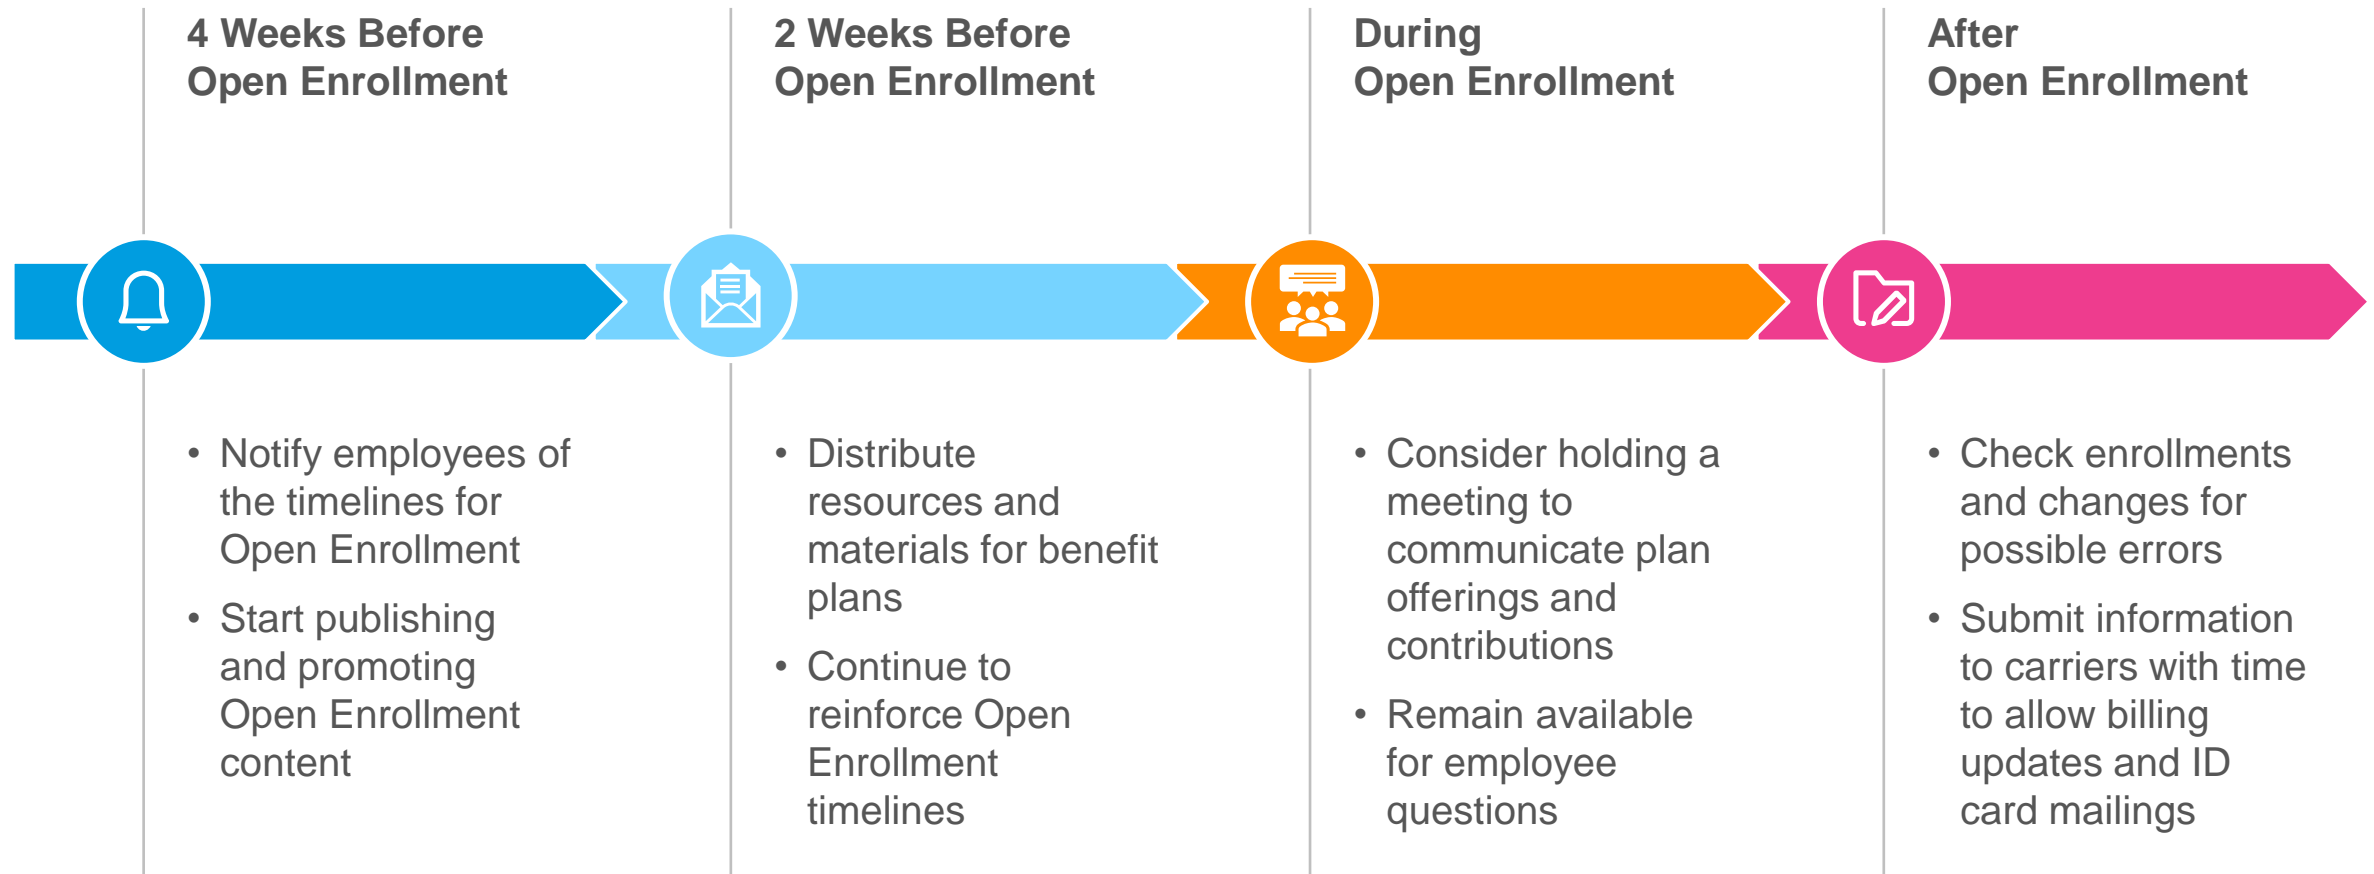 4 Weeks Before
Open Enrollment
2 Weeks Before
Open Enrollment
During
Open Enrollment
After
Open Enrollment
• Notify employees of
the timelines for
Open Enrollment
• Start publishing
and promoting
Open Enrollment
content
• Distribute
resources and
materials for benefit
plans
• Continue to
reinforce Open
Enrollment
timelines
• Consider holding a
meeting to
communicate plan
offerings and
contributions
• Remain available
for employee
questions
• Check enrollments
and changes for
possible errors
• Submit information
to carriers with time
to allow billing
updates and ID
card mailings